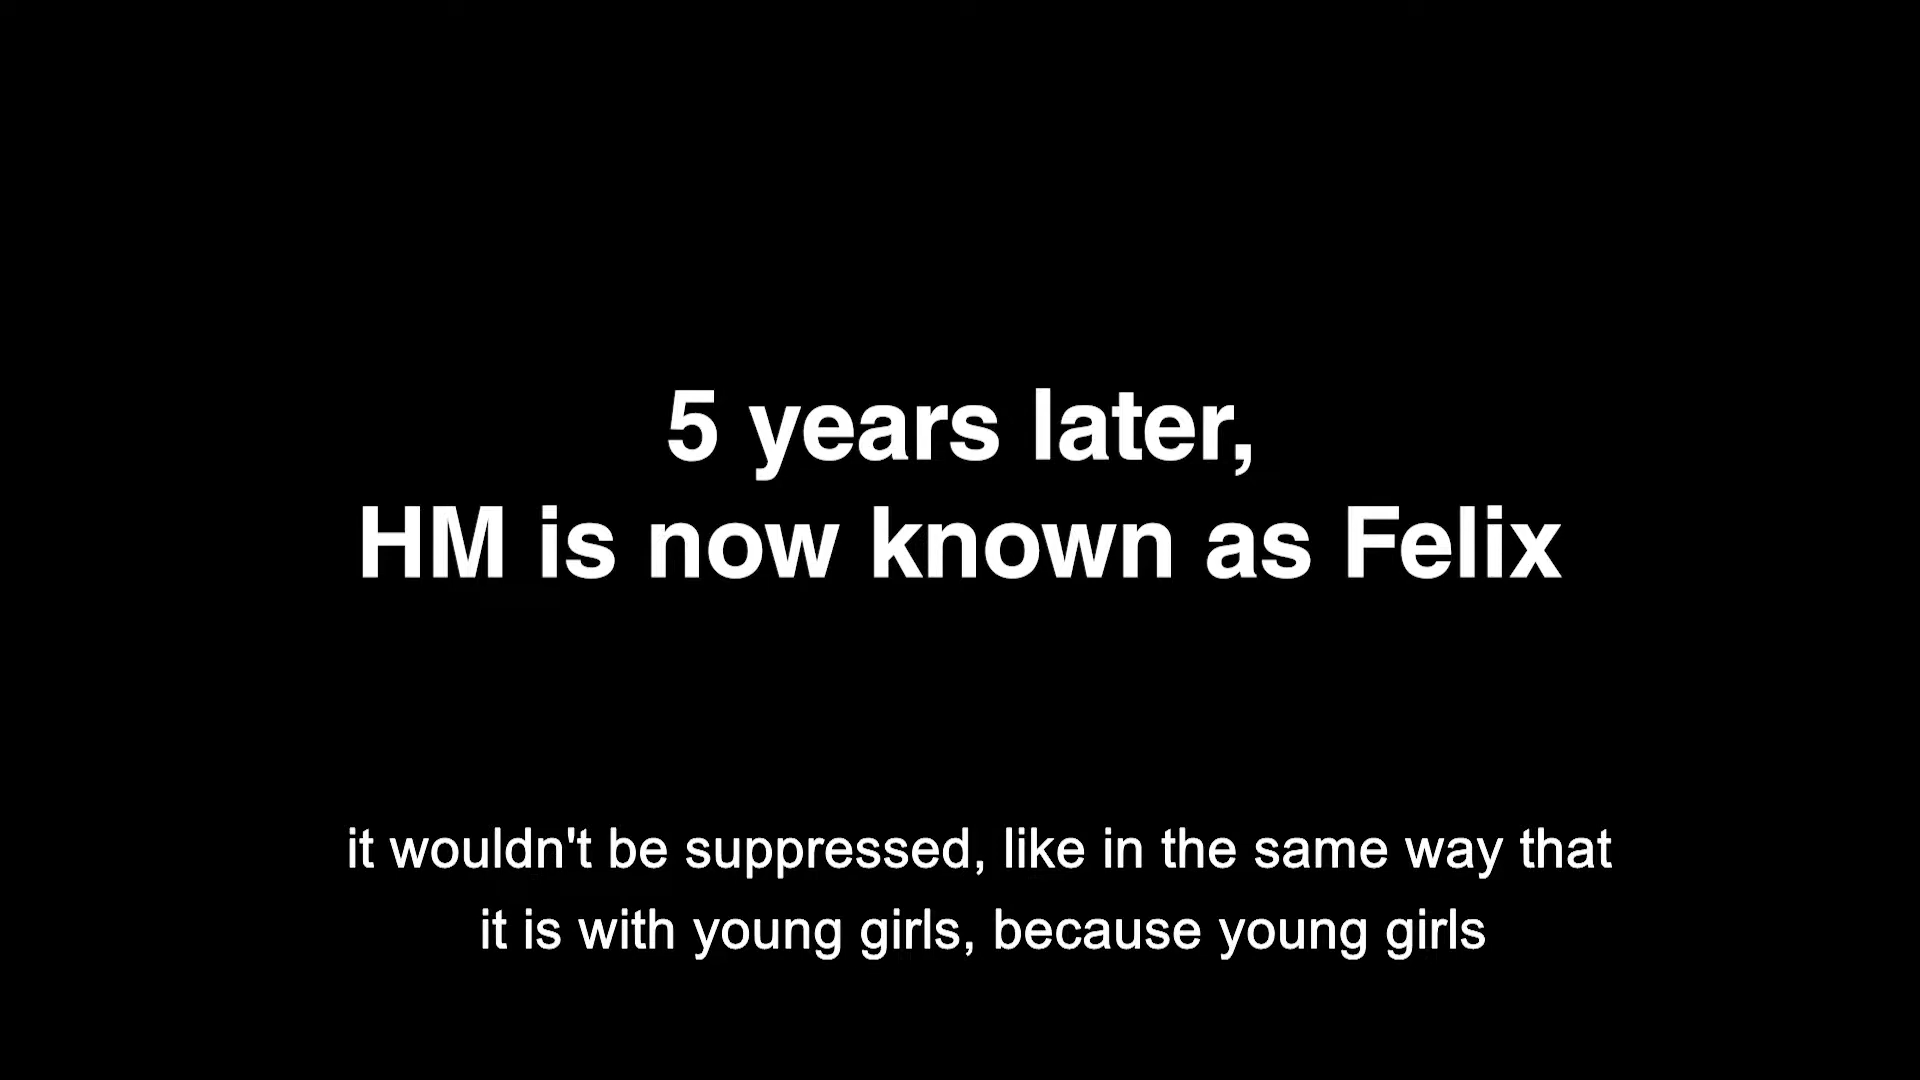 5 years later,
HM is now known as Felix
it wouldn't be suppressed, like in the same way that
it is with young girls, because young girls